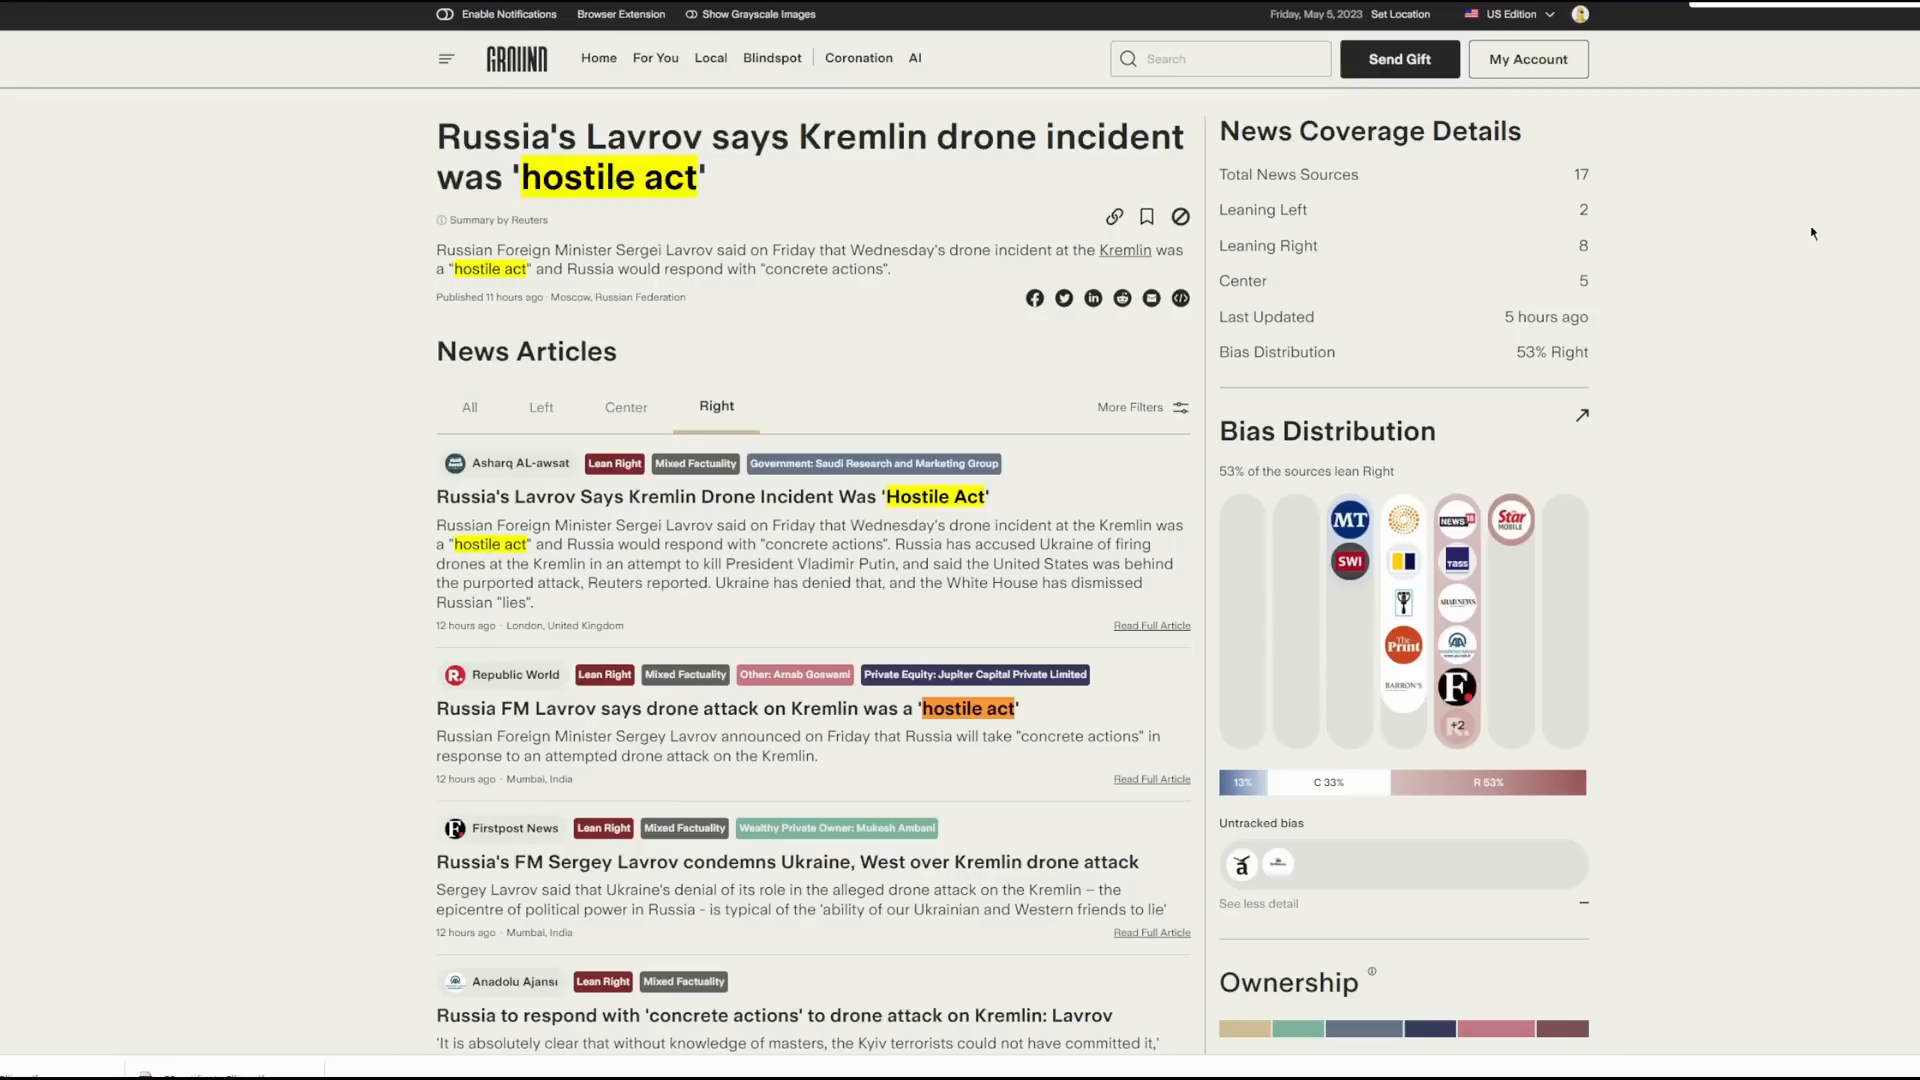 Enable Notifications Browser Extension Show Grayscale Images Friday, May 5, 2023 Set Location US Edition
GROUND Home For You Local Blindspot Coronation AI Search Send Gift My Account
Russia's Lavrov says Kremlin drone incident
was 'hostile act'
Summary by Reuters
Russian Foreign Minister Sergei Lavrov said on Friday that Wednesday's drone incident at the Kremlin was
a "hostile act" and Russia would respond with "concrete actions".
Published 11 hours ago · Moscow, Russian Federation
News Articles
All Left Center Right More Filters
Asharq AL-awsat Lean Right Mixed Factuality Government: Saudi Research and Marketing Group
Russia's Lavrov Says Kremlin Drone Incident Was 'Hostile Act'
Russian Foreign Minister Sergei Lavrov said on Friday that Wednesday's drone incident at the Kremlin was
a "hostile act" and Russia would respond with "concrete actions". Russia has accused Ukraine of firing
drones at the Kremlin in an attempt to kill President Vladimir Putin, and said the United States was behind
the purported attack, Reuters reported. Ukraine has denied that, and the White House has dismissed
Russian "lies".
12 hours ago · London, United Kingdom Read Full Article
R. Republic World Lean Right Mixed Factuality Other: Arnab Goswami Private Equity: Jupiter Capital Private Limited
Russia FM Lavrov says drone attack on Kremlin was a 'hostile act'
Russian Foreign Minister Sergey Lavrov announced on Friday that Russia will take "concrete actions" in
response to an attempted drone attack on the Kremlin.
12 hours ago · Mumbai, India Read Full Article
F. Firstpost News Lean Right Mixed Factuality Wealthy Private Owner: Mukesh Ambani
Russia's FM Sergey Lavrov condemns Ukraine, West over Kremlin drone attack
Sergey Lavrov said that Ukraine's denial of its role in the alleged drone attack on the Kremlin – the
epicentre of political power in Russia - is typical of the 'ability of our Ukrainian and Western friends to lie'
12 hours ago · Mumbai, India Read Full Article
Anadolu Ajansı Lean Right Mixed Factuality
Russia to respond with 'concrete actions' to drone attack on Kremlin: Lavrov
'It is absolutely clear that without knowledge of masters, the Kyiv terrorists could not have committed it,'
News Coverage Details
Total News Sources 17
Leaning Left 2
Leaning Right 8
Center 5
Last Updated 5 hours ago
Bias Distribution 53% Right
Bias Distribution
53% of the sources lean Right
MT NEWS18 Star MOBILE
SWI TASS
ARAB NEWS
The Print
BARRON'S F.
+2
13% C 33% R 53%
Untracked bias
á
See less detail
Ownership